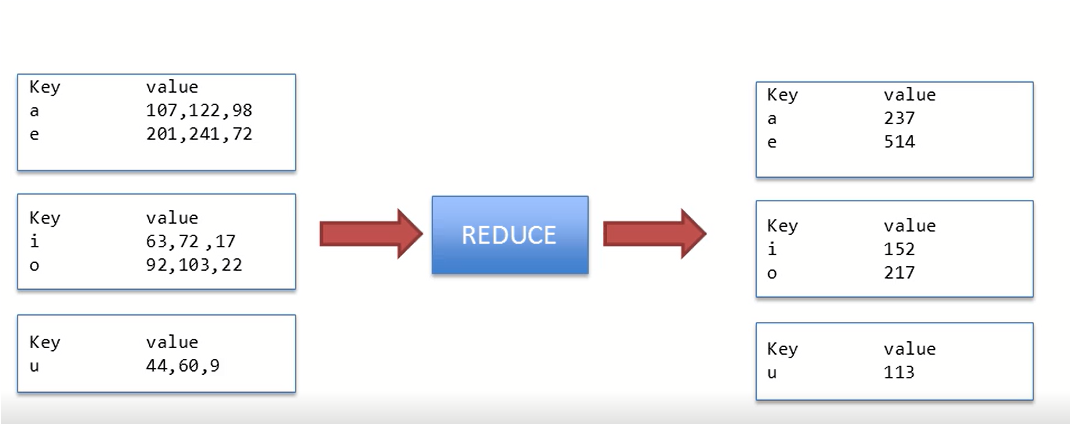 Key value
a 107,122,98
e 201,241,72
Key value
i 63,72 ,17
o 92,103,22
Key value
u 44,60,9
REDUCE
Key value
a 237
e 514
Key value
i 152
o 217
Key value
u 113